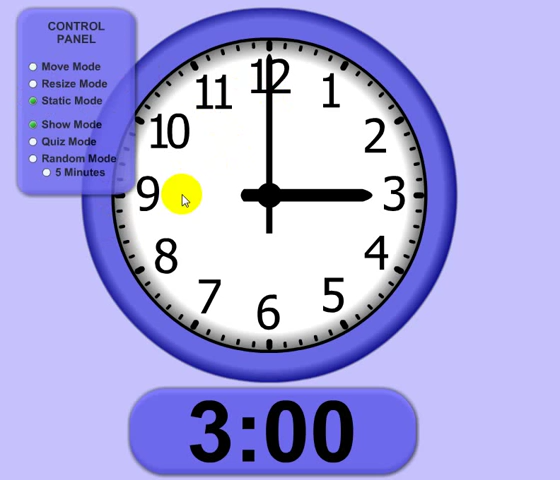 CONTROL
PANEL
Move Mode
Resize Mode
Static Mode
Show Mode
Quiz Mode
Random Mode
5 Minutes
12
1
2
3
4
5
6
7
8
9
10
11
3:00